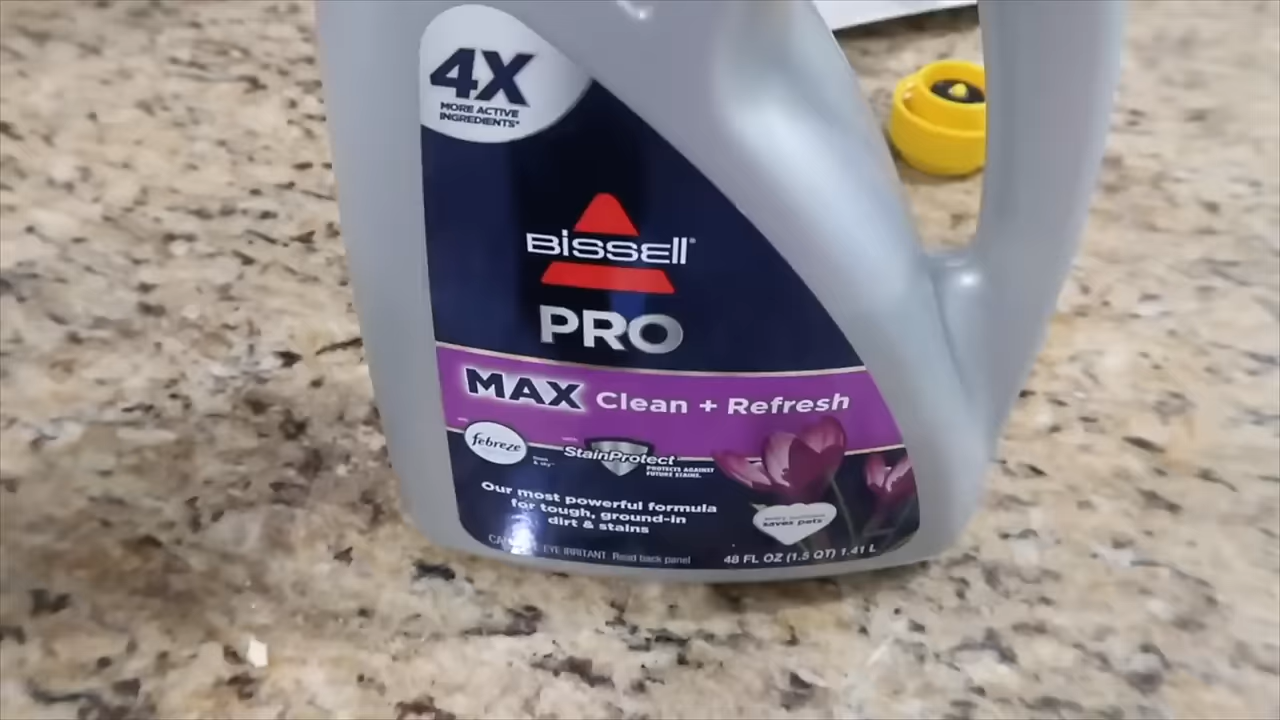 4X
MORE ACTIVE
INGREDIENTS*
BISSELL®
PRO
MAX Clean + Refresh
febreze
StainProtect
PROTECTS AGAINST
FUTURE STAINS.
Our most powerful formula
for tough, ground-in
dirt & stains
saves pets
EYE IRRITANT. Read back panel
48 FL OZ (1.5 QT) 1.41 L